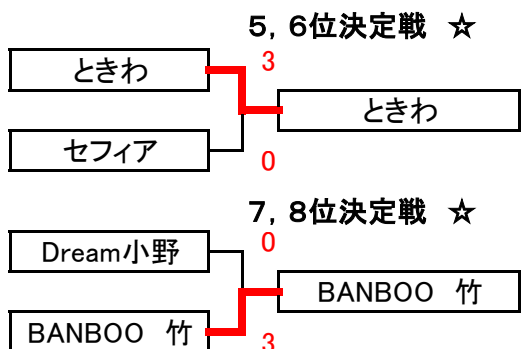 5，6位決定戦　☆
3
ときわ
ときわ
セフィア
0
7，8位決定戦　☆
0
Dream小野
BANBOO　竹
BANBOO　竹
3